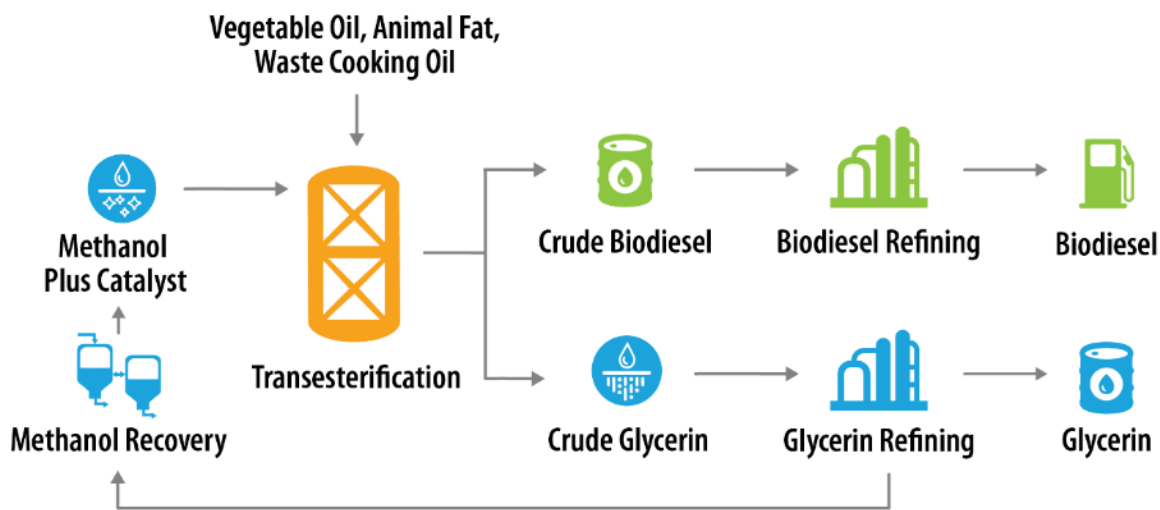 Vegetable Oil, Animal Fat,
Waste Cooking Oil
Methanol
Plus Catalyst
Transesterification
Crude Biodiesel
Biodiesel Refining
Biodiesel
Methanol Recovery
Crude Glycerin
Glycerin Refining
Glycerin